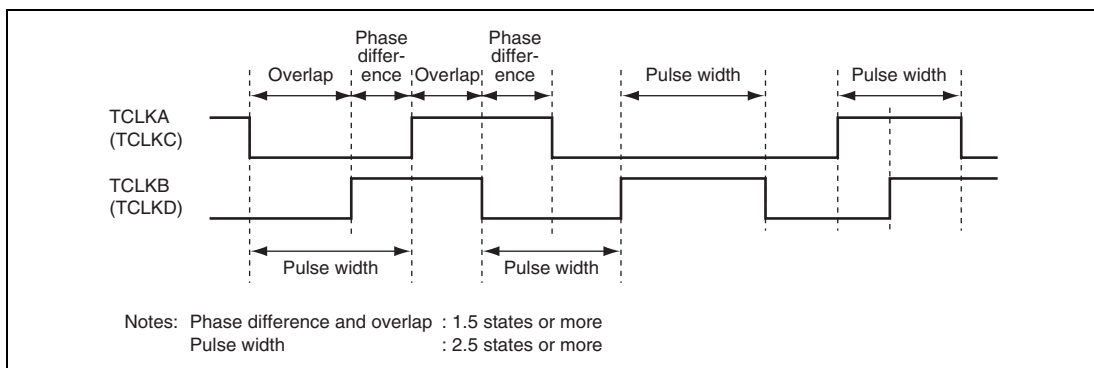 Phase
differ-
ence
Phase
differ-
ence
Overlap
Overlap
Pulse width
Pulse width
TCLKA
(TCLKC)
TCLKB
(TCLKD)
Pulse width
Pulse width
Notes: Phase difference and overlap : 1.5 states or more
Pulse width : 2.5 states or more